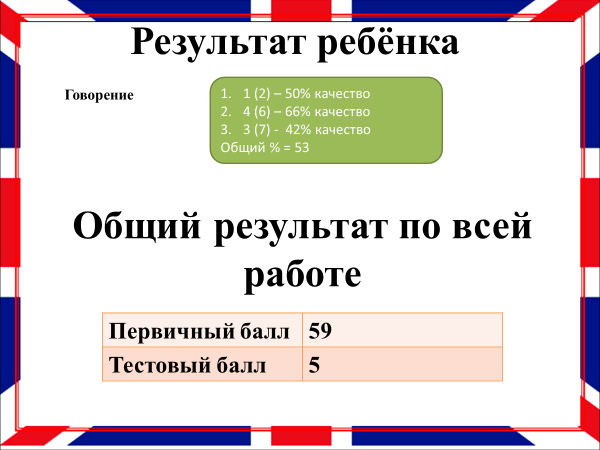 Результат ребёнка
Говорение
1. 1 (2) – 50% качество
2. 4 (6) – 66% качество
3. 3 (7) - 42% качество
Общий % = 53
Общий результат по всей
работе
Первичный балл 59
Тестовый балл 5